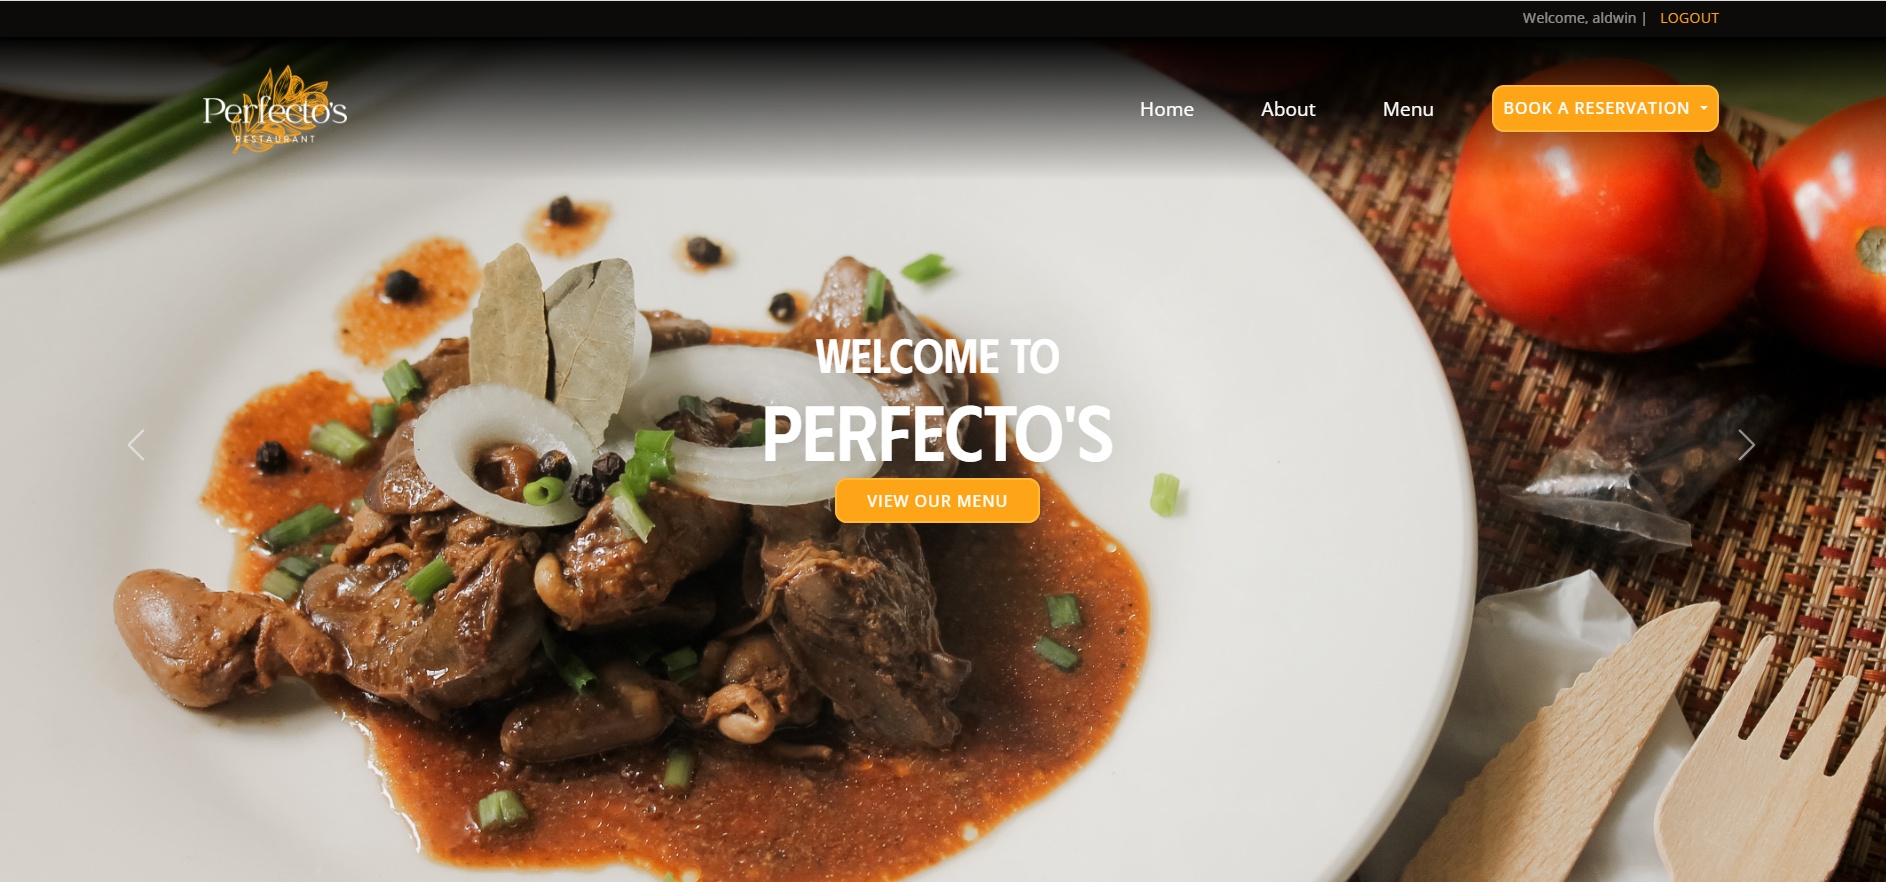 Welcome, aldwin | LOGOUT
Perfecto's
RESTAURANT
Home About Menu BOOK A RESERVATION
WELCOME TO
PERFECTO'S
VIEW OUR MENU